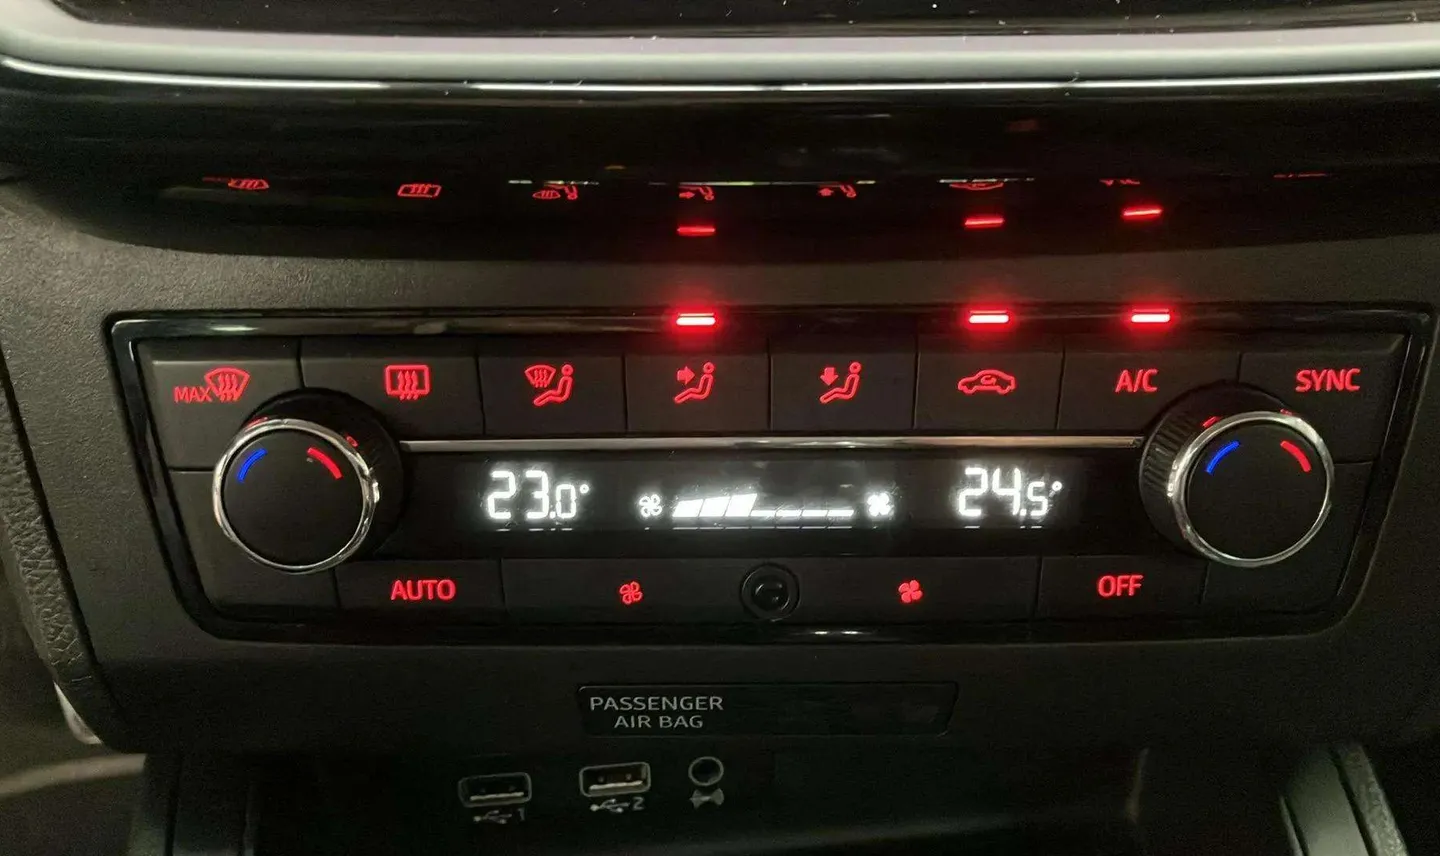 MAX
A/C
SYNC
23.0°
24.5°
AUTO
OFF
PASSENGER
AIR BAG
1
2